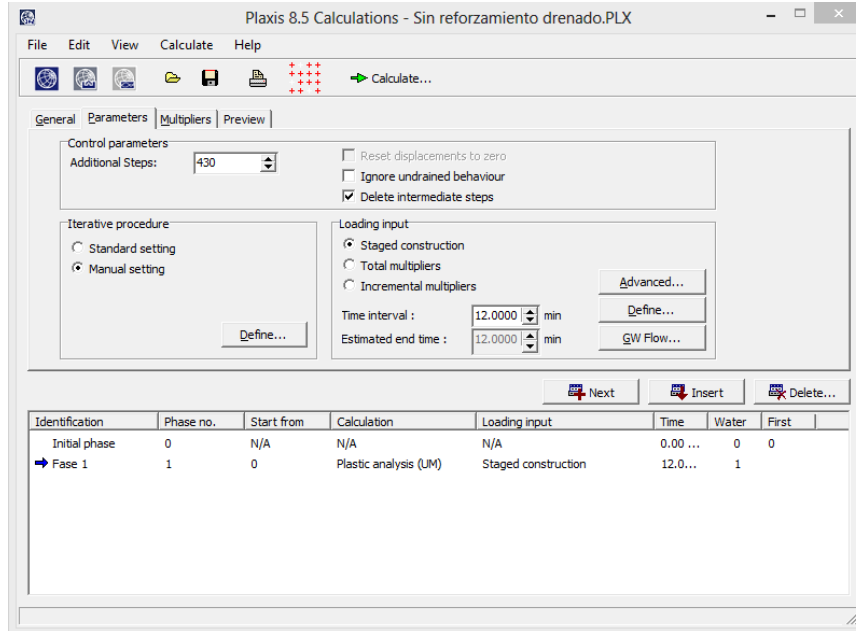 Plaxis 8.5 Calculations - Sin reforzamiento drenado.PLX
File Edit View Calculate Help
Calculate...
General Parameters Multipliers Preview
Control parameters
Additional Steps: 430
Reset displacements to zero
Ignore undrained behaviour
Delete intermediate steps
Iterative procedure
Standard setting
Manual setting
Define...
Loading input
Staged construction
Total multipliers
Incremental multipliers
Advanced...
Time interval : 12.0000 min
Define...
Estimated end time : 12.0000 min
GW Flow...
Next Insert Delete...
Identification Phase no. Start from Calculation Loading input Time Water First
Initial phase 0 N/A N/A N/A 0.00 ... 0 0
Fase 1 1 0 Plastic analysis (UM) Staged construction 12.0... 1